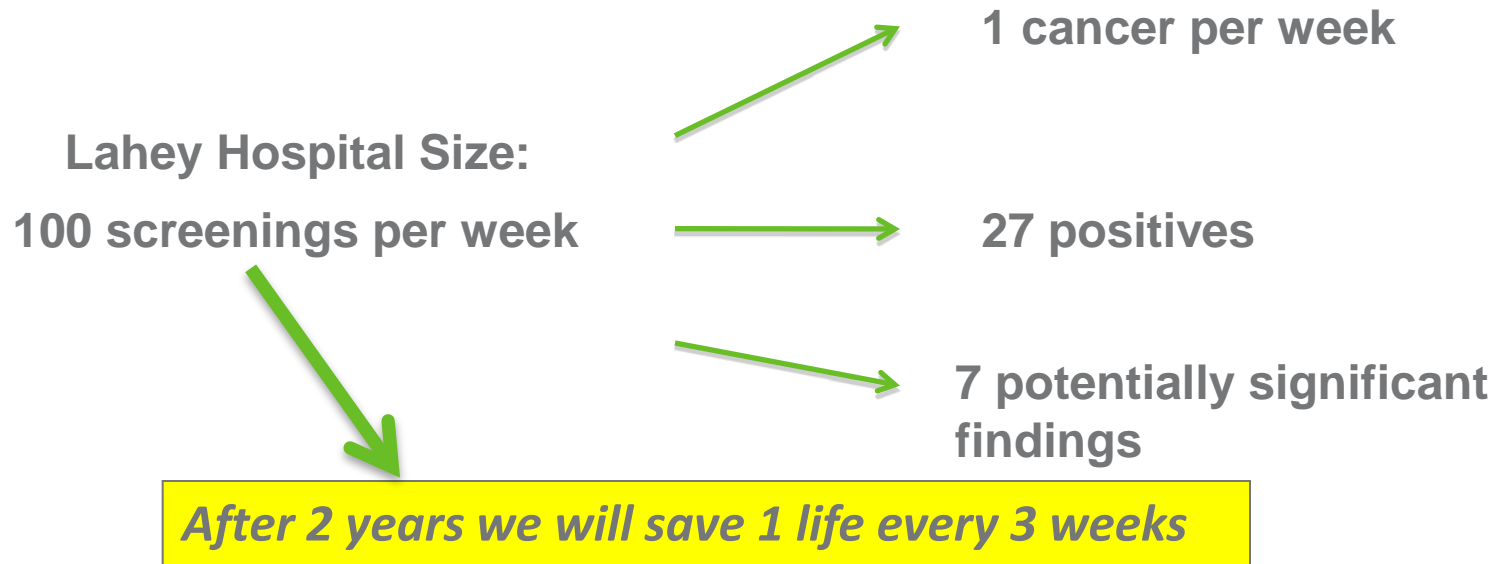 1 cancer per week
Lahey Hospital Size:
100 screenings per week
27 positives
7 potentially significant
findings
After 2 years we will save 1 life every 3 weeks